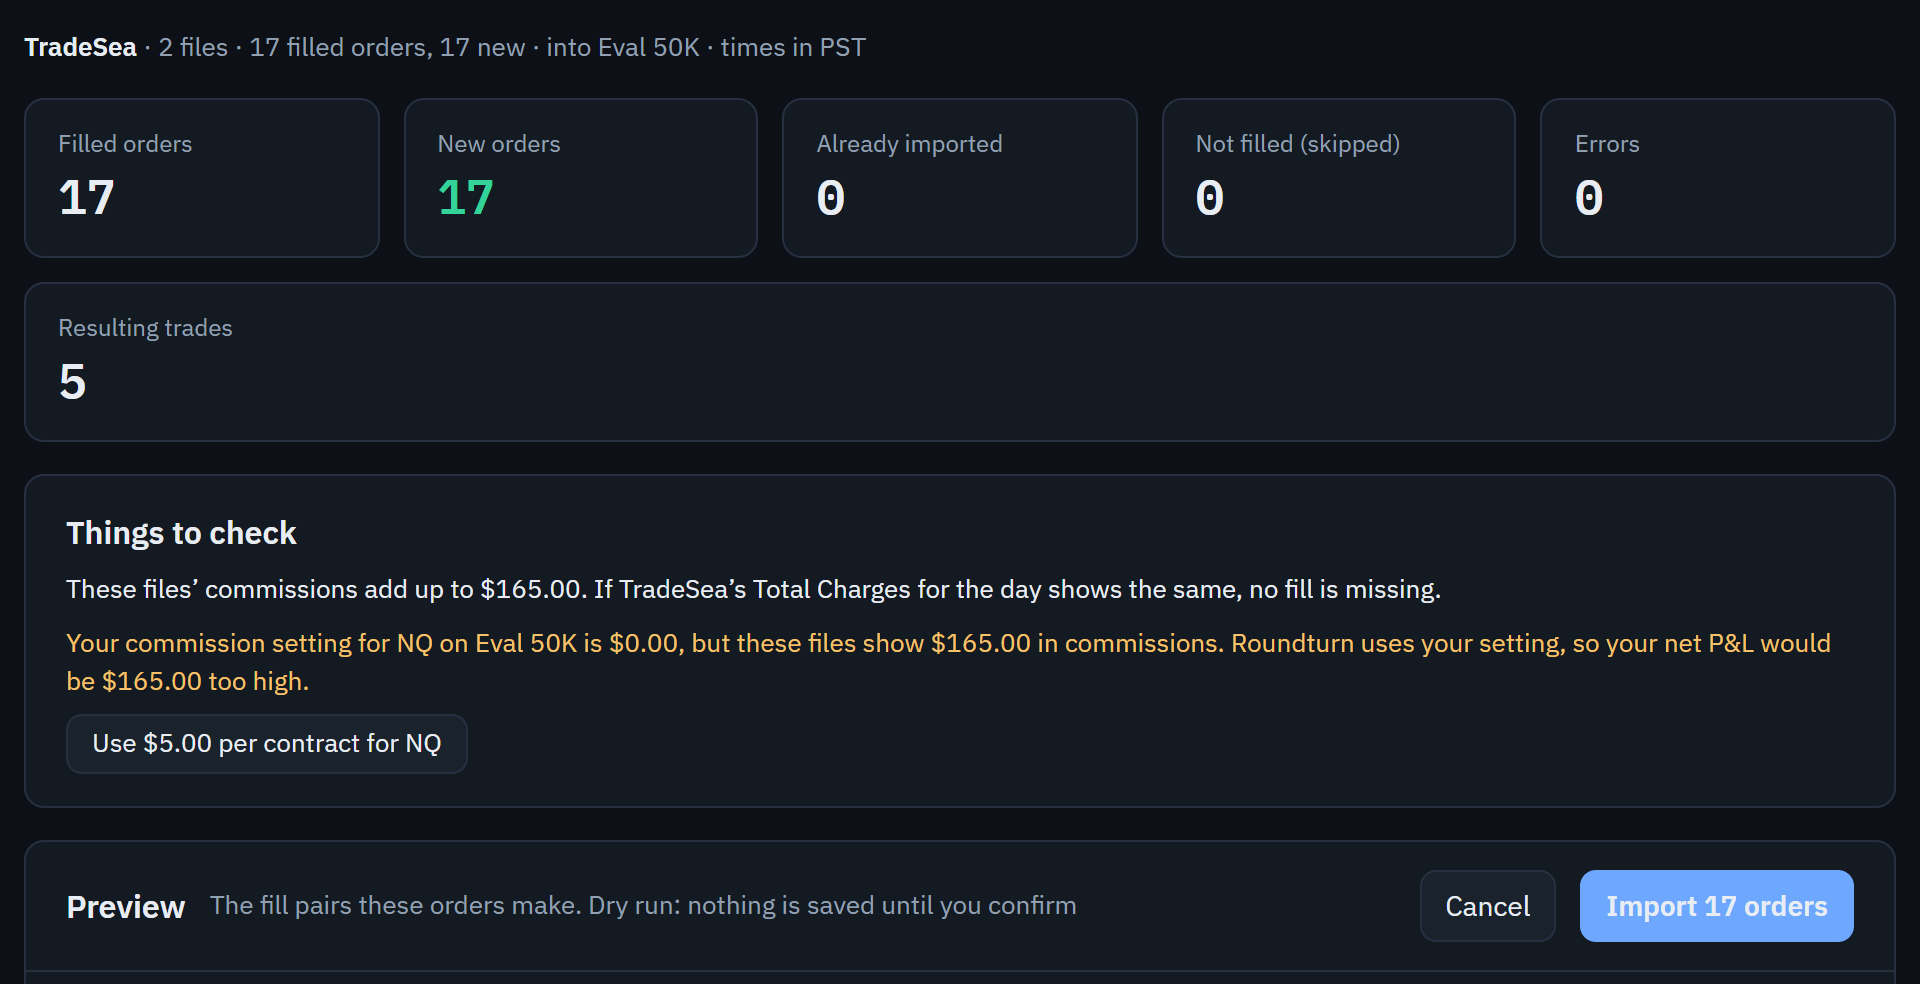 TradeSea · 2 files · 17 filled orders, 17 new · into Eval 50K · times in PST
Filled orders
17
New orders
17
Already imported
0
Not filled (skipped)
0
Errors
0
Resulting trades
5
Things to check
These files’ commissions add up to $165.00. If TradeSea’s Total Charges for the day shows the same, no fill is missing.
Your commission setting for NQ on Eval 50K is $0.00, but these files show $165.00 in commissions. Roundturn uses your setting, so your net P&L would
be $165.00 too high.
Use $5.00 per contract for NQ
Preview The fill pairs these orders make. Dry run: nothing is saved until you confirm
Cancel
Import 17 orders